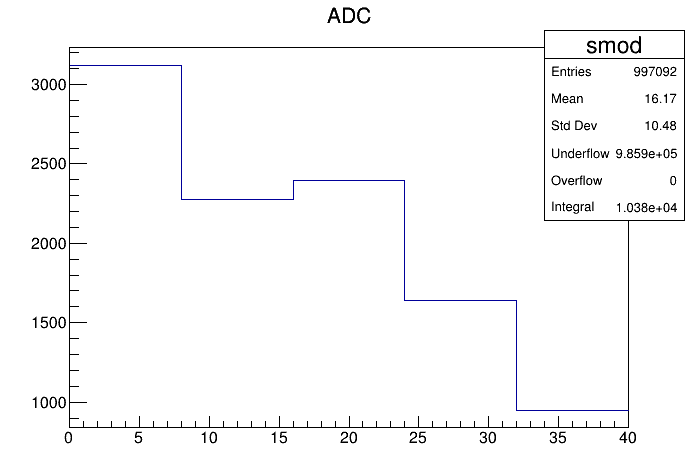 ADC
smod
Entries 997092
Mean 16.17
Std Dev 10.48
Underflow 9.859e+05
Overflow 0
Integral 1.038e+04
3000
2500
2000
1500
1000
0 5 10 15 20 25 30 35 40